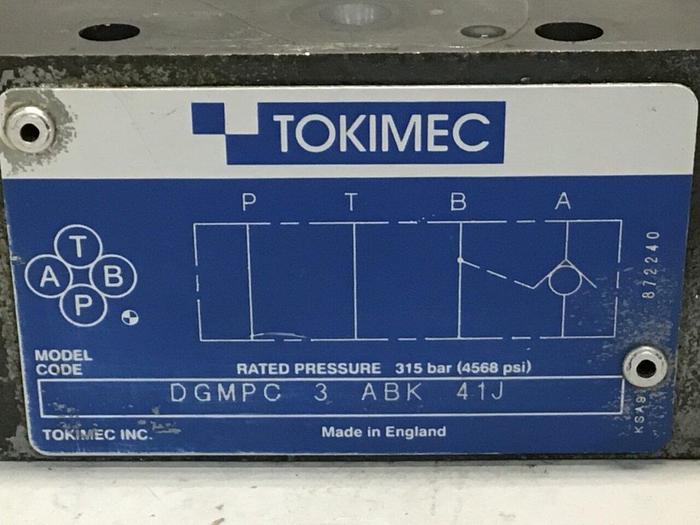 TOKIMEC
P T B A
T
A B
P
872240
MODEL
CODE
RATED PRESSURE 315 bar (4568 psi)
DGMPC 3 ABK 41J
TOKIMEC INC.
Made in England